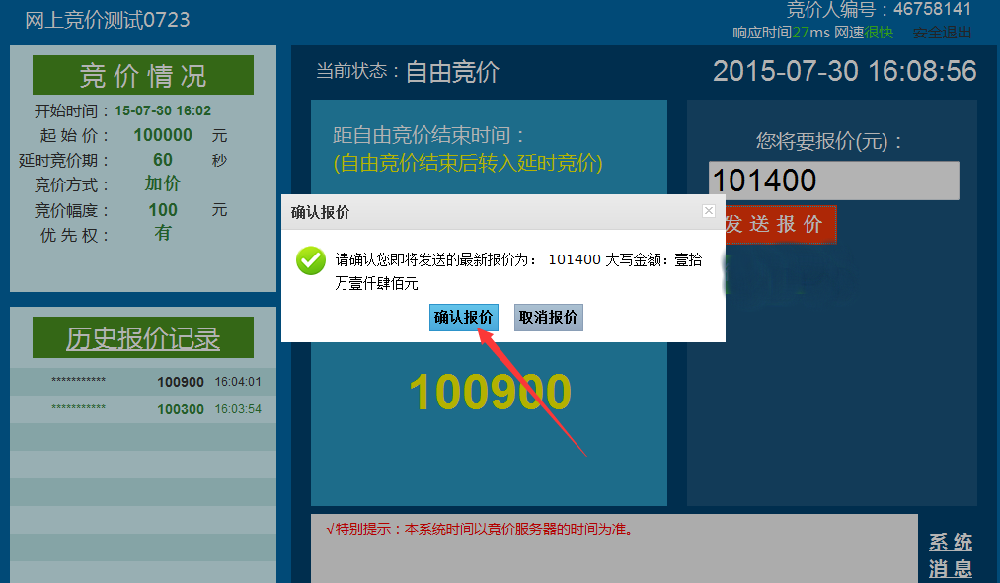 网上竞价测试0723
竞价人编号：46758141
响应时间27ms 网速很快 安全退出
竞价情况
开始时间：15-07-30 16:02
起始价：100000 元
延时竞价期：60 秒
竞价方式：加价
竞价幅度：100 元
优先权：有
历史报价记录
*********** 100900 16:04:01
*********** 100300 16:03:54
当前状态：自由竞价
2015-07-30 16:08:56
距自由竞价结束时间：
(自由竞价结束后转入延时竞价)
100900
您将要报价(元)：
101400
发送报价
确认报价
请确认您即将发送的最新报价为： 101400 大写金额：壹拾
万壹仟肆佰元
确认报价 取消报价
√特别提示：本系统时间以竞价服务器的时间为准。
系统
消息